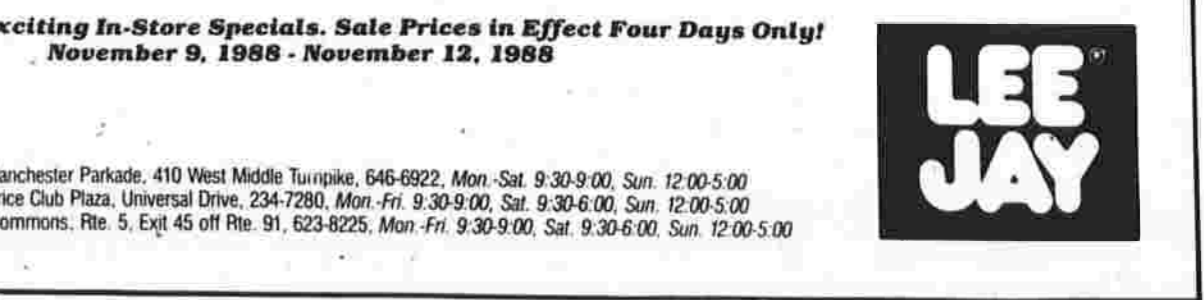 xciting In-Store Specials. Sale Prices in Effect Four Days Only!
November 9, 1988 - November 12, 1988
LEE
JAY
anchester Parkade, 410 West Middle Turnpike, 646-6922, Mon.-Sat. 9:30-9:00, Sun. 12:00-5:00
rice Club Plaza, Universal Drive, 234-7280, Mon.-Fri. 9:30-9:00, Sat. 9:30-6:00, Sun. 12:00-5:00
ommons, Rte. 5, Exit 45 off Rte. 91, 623-8225, Mon.-Fri. 9:30-9:00, Sat. 9:30-6:00, Sun. 12:00-5:00